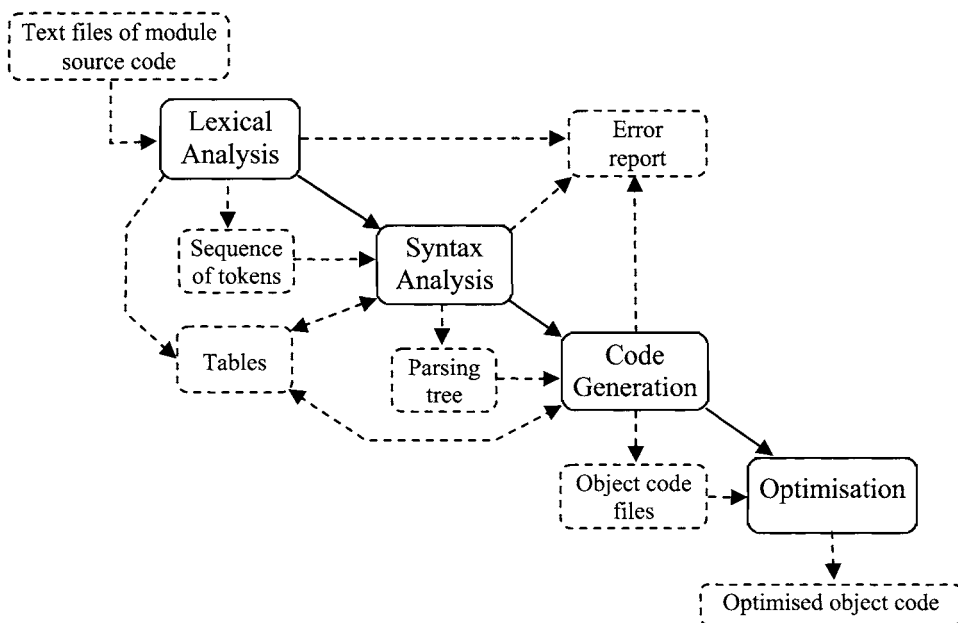 Text files of module
source code
Lexical
Analysis
Error
report
Sequence
of tokens
Syntax
Analysis
Tables
Parsing
tree
Code
Generation
Object code
files
Optimisation
Optimised object code